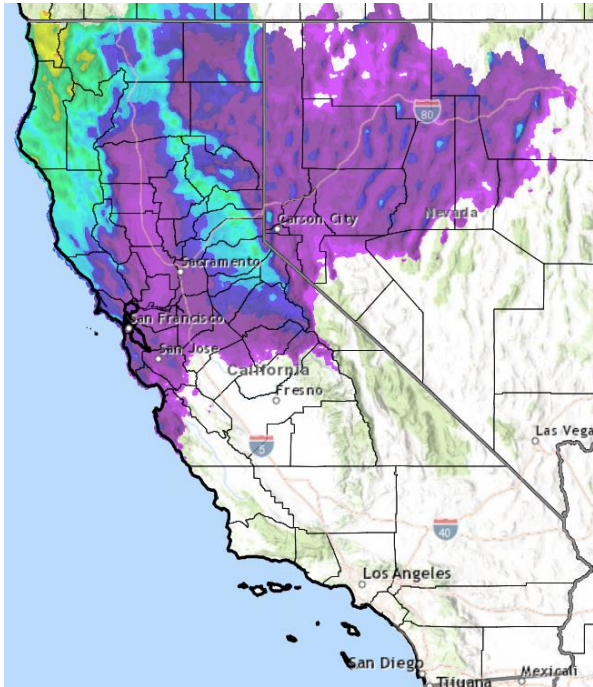 80
Nevada
Carson City
Sacramento
San Francisco
San Jose
California
Fresno
Las Vega
5
40
Los Angeles
San Diego
Tijuana
Mexicali